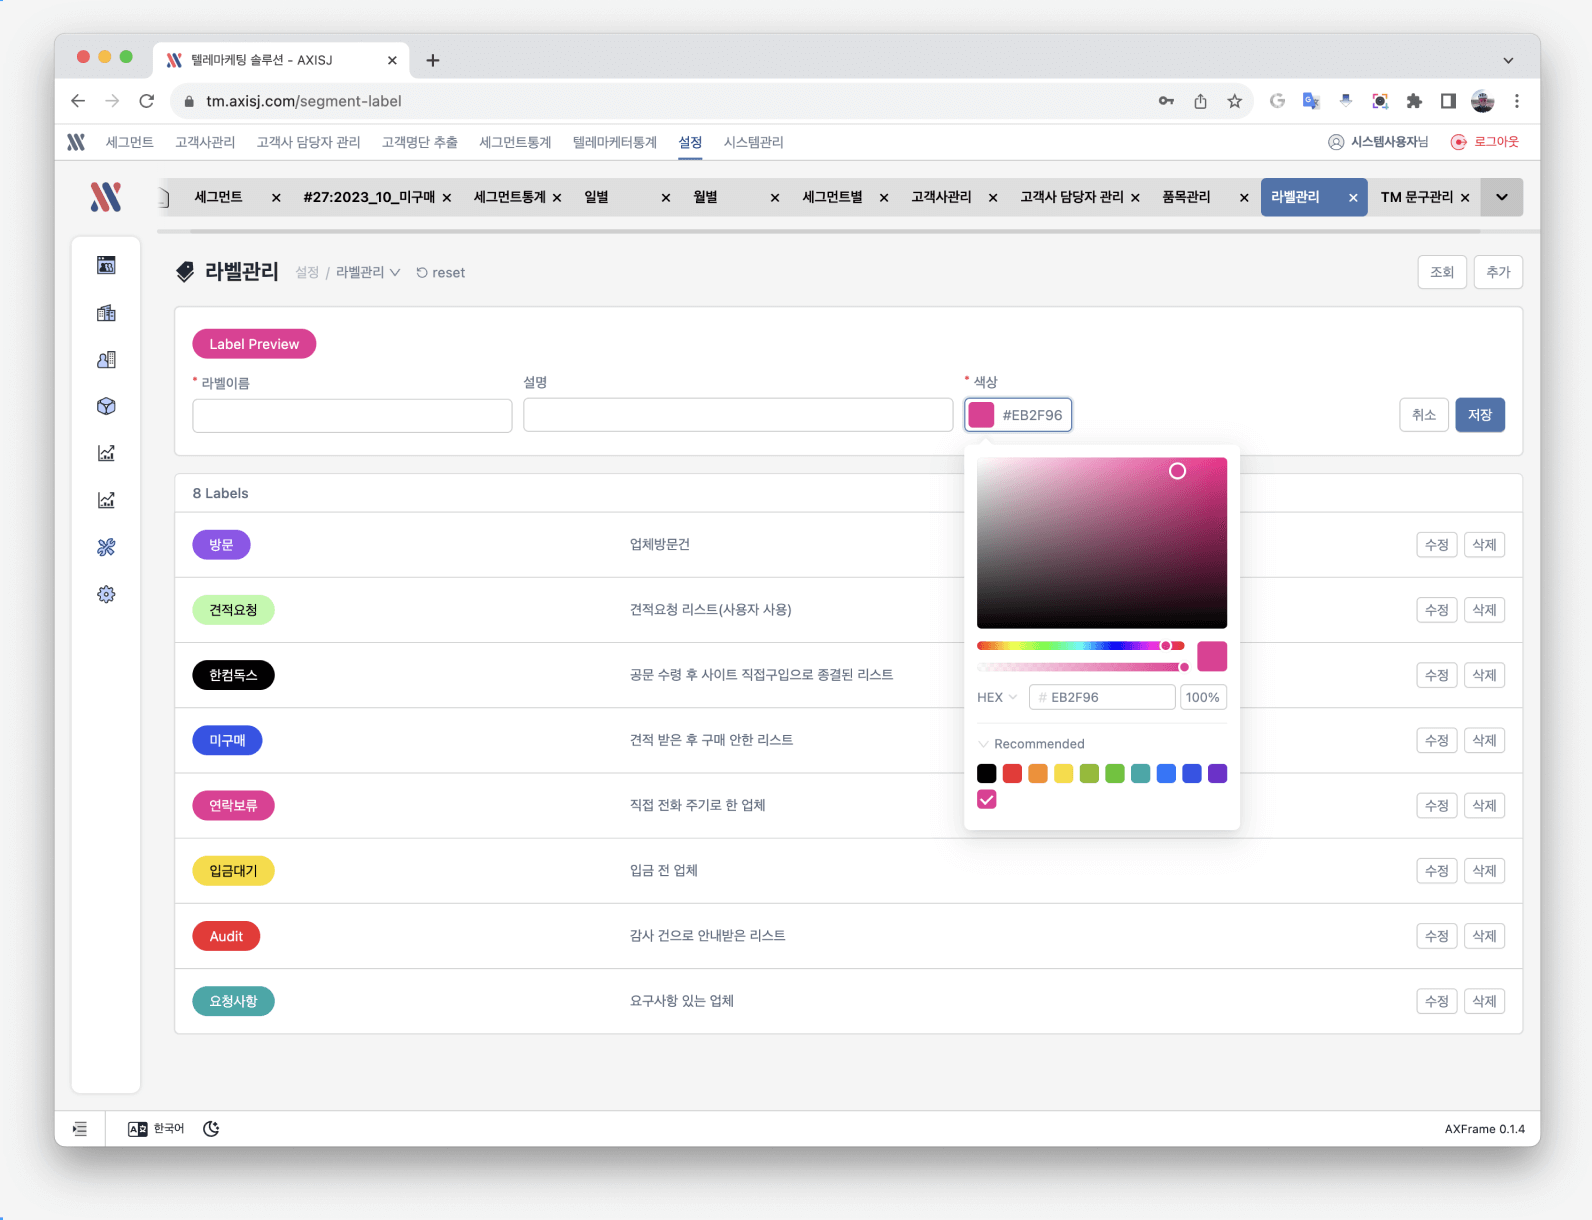 텔레마케팅 솔루션 - AXISJ
tm.axisj.com/segment-label
세그먼트 고객사관리 고객사 담당자 관리 고객명단 추출 세그먼트통계 텔레마케터통계 설정 시스템관리 시스템사용자님 로그아웃
세그먼트 #27:2023_10_미구매 세그먼트통계 일별 월별 세그먼트별 고객사관리 고객사 담당자 관리 품목관리 라벨관리 TM 문구관리
라벨관리 설정 / 라벨관리 reset 조회 추가
Label Preview
* 라벨이름 설명 * 색상
#EB2F96 취소 저장
8 Labels
방문 업체방문건 수정 삭제
견적요청 견적요청 리스트(사용자 사용) 수정 삭제
한컴독스 공문 수령 후 사이트 직접구입으로 종결된 리스트 수정 삭제
미구매 견적 받은 후 구매 안한 리스트 수정 삭제
연락보류 직접 전화 주기로 한 업체 수정 삭제
입금대기 입금 전 업체 수정 삭제
Audit 감사 건으로 안내받은 리스트 수정 삭제
요청사항 요구사항 있는 업체 수정 삭제
HEX # EB2F96 100%
Recommended
한국어 AXFrame 0.1.4